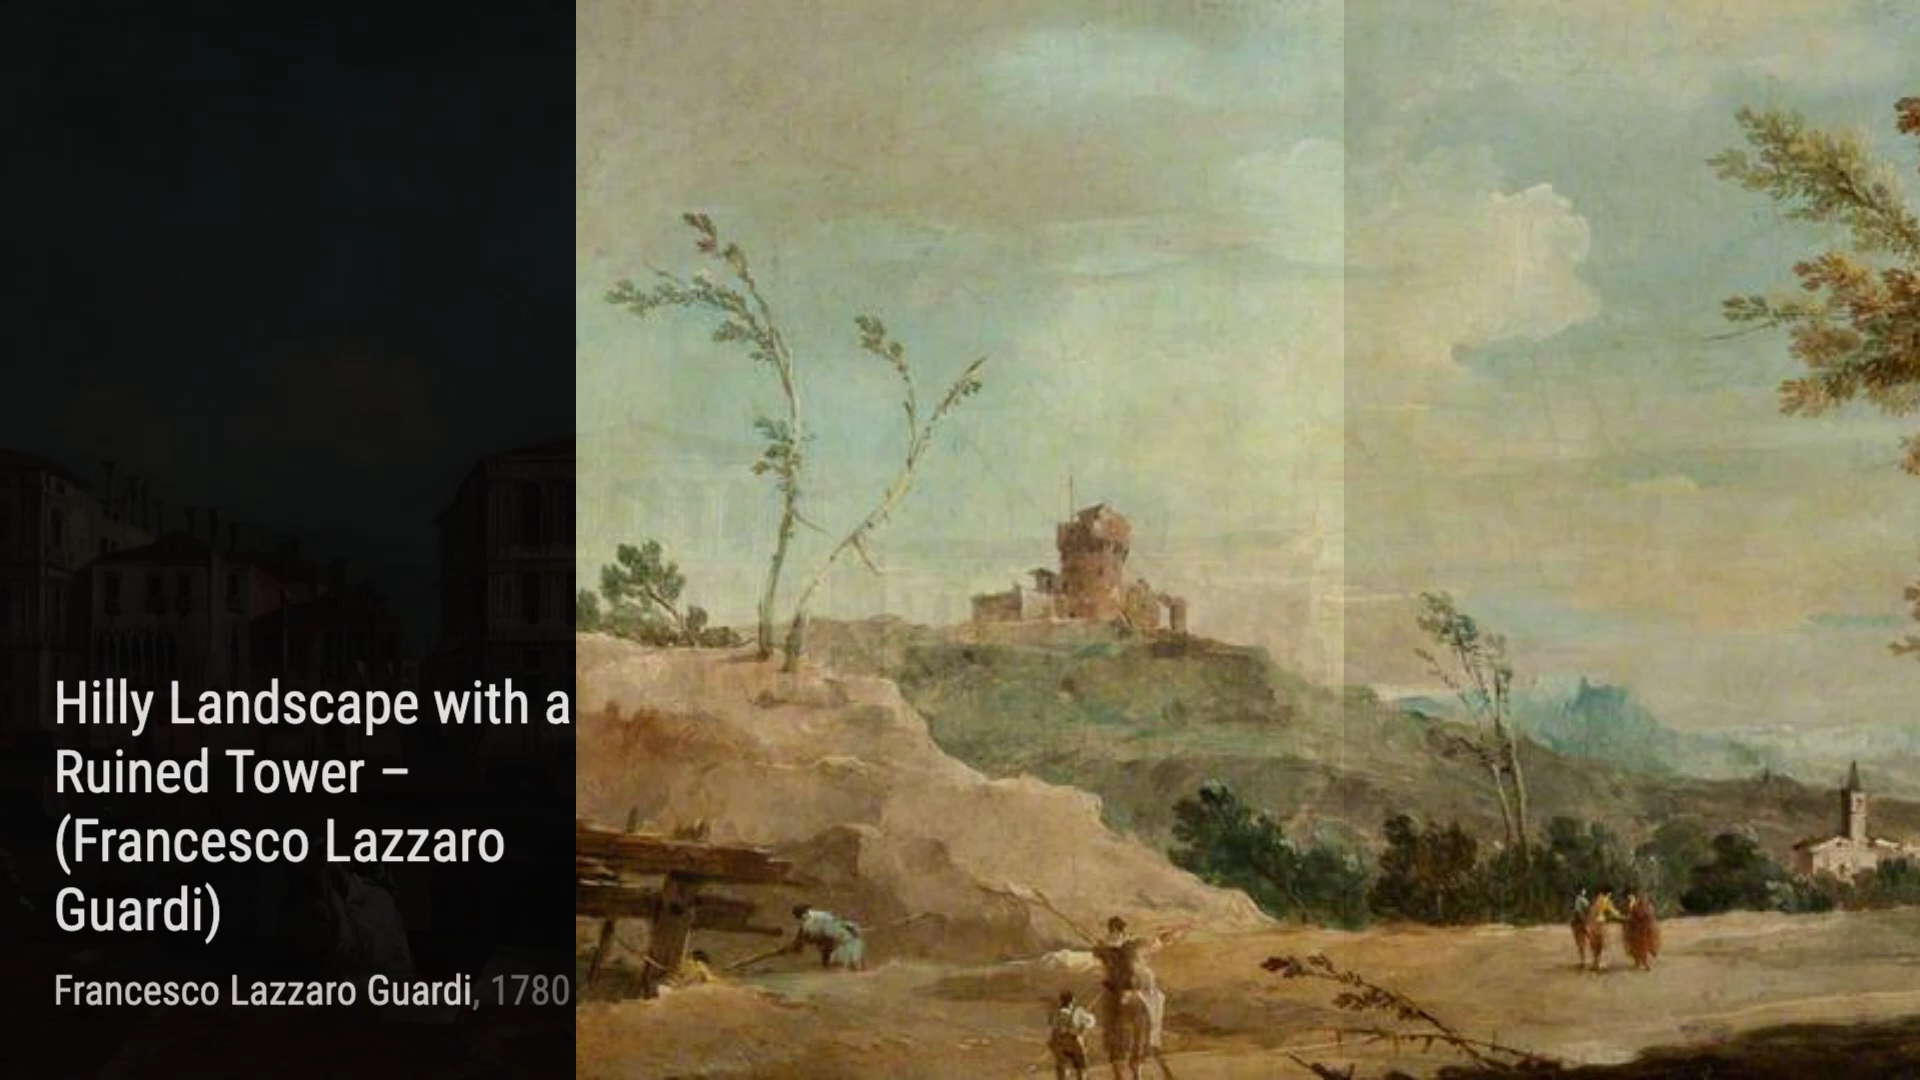 Hilly Landscape with a
Ruined Tower –
(Francesco Lazzaro
Guardi)
Francesco Lazzaro Guardi, 1780